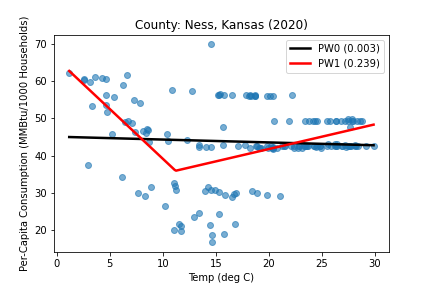 County: Ness, Kansas (2020)
PW0 (0.003)
PW1 (0.239)
Per-Capita Consumption (MMBtu/1000 Households)
70
60
50
40
30
20
0
5
10
15
20
25
30
Temp (deg C)